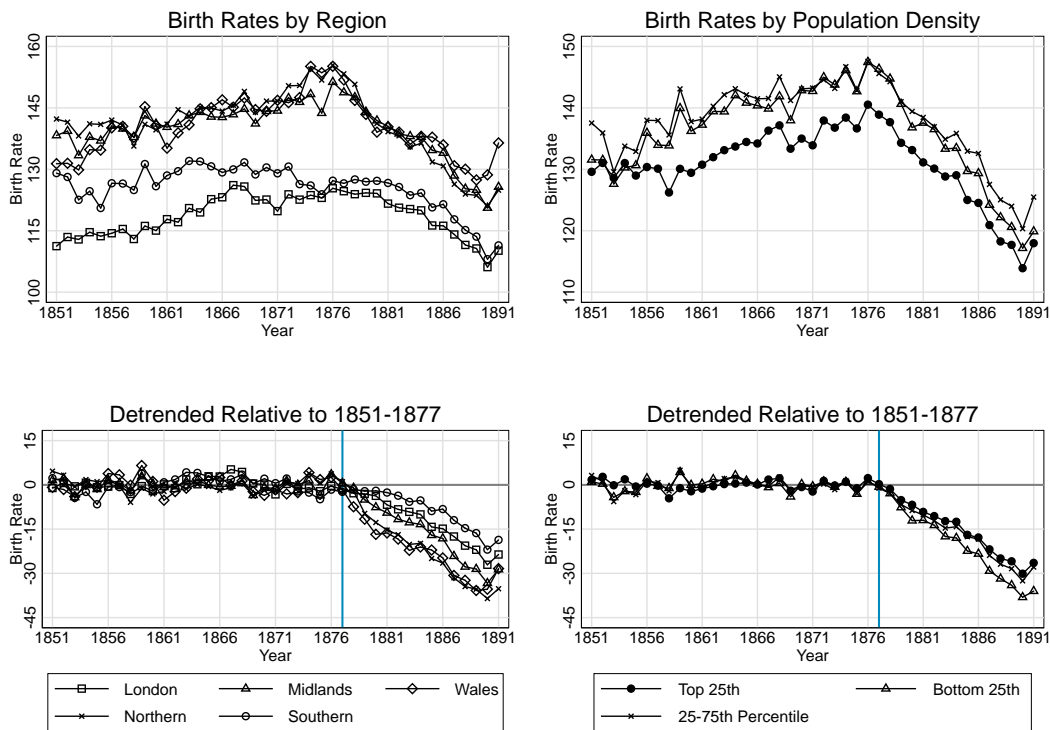 Birth Rates by Region
Birth Rate
160
145
130
115
100
1851 1856 1861 1866 1871 1876 1881 1886 1891
Year
Birth Rates by Population Density
Birth Rate
150
140
130
120
110
1851 1856 1861 1866 1871 1876 1881 1886 1891
Year
Detrended Relative to 1851-1877
Birth Rate
15
0
-15
-30
-45
1851 1856 1861 1866 1871 1876 1881 1886 1891
Year
Detrended Relative to 1851-1877
Birth Rate
15
0
-15
-30
-45
1851 1856 1861 1866 1871 1876 1881 1886 1891
Year
London Midlands Wales
Northern Southern
Top 25th Bottom 25th
25-75th Percentile